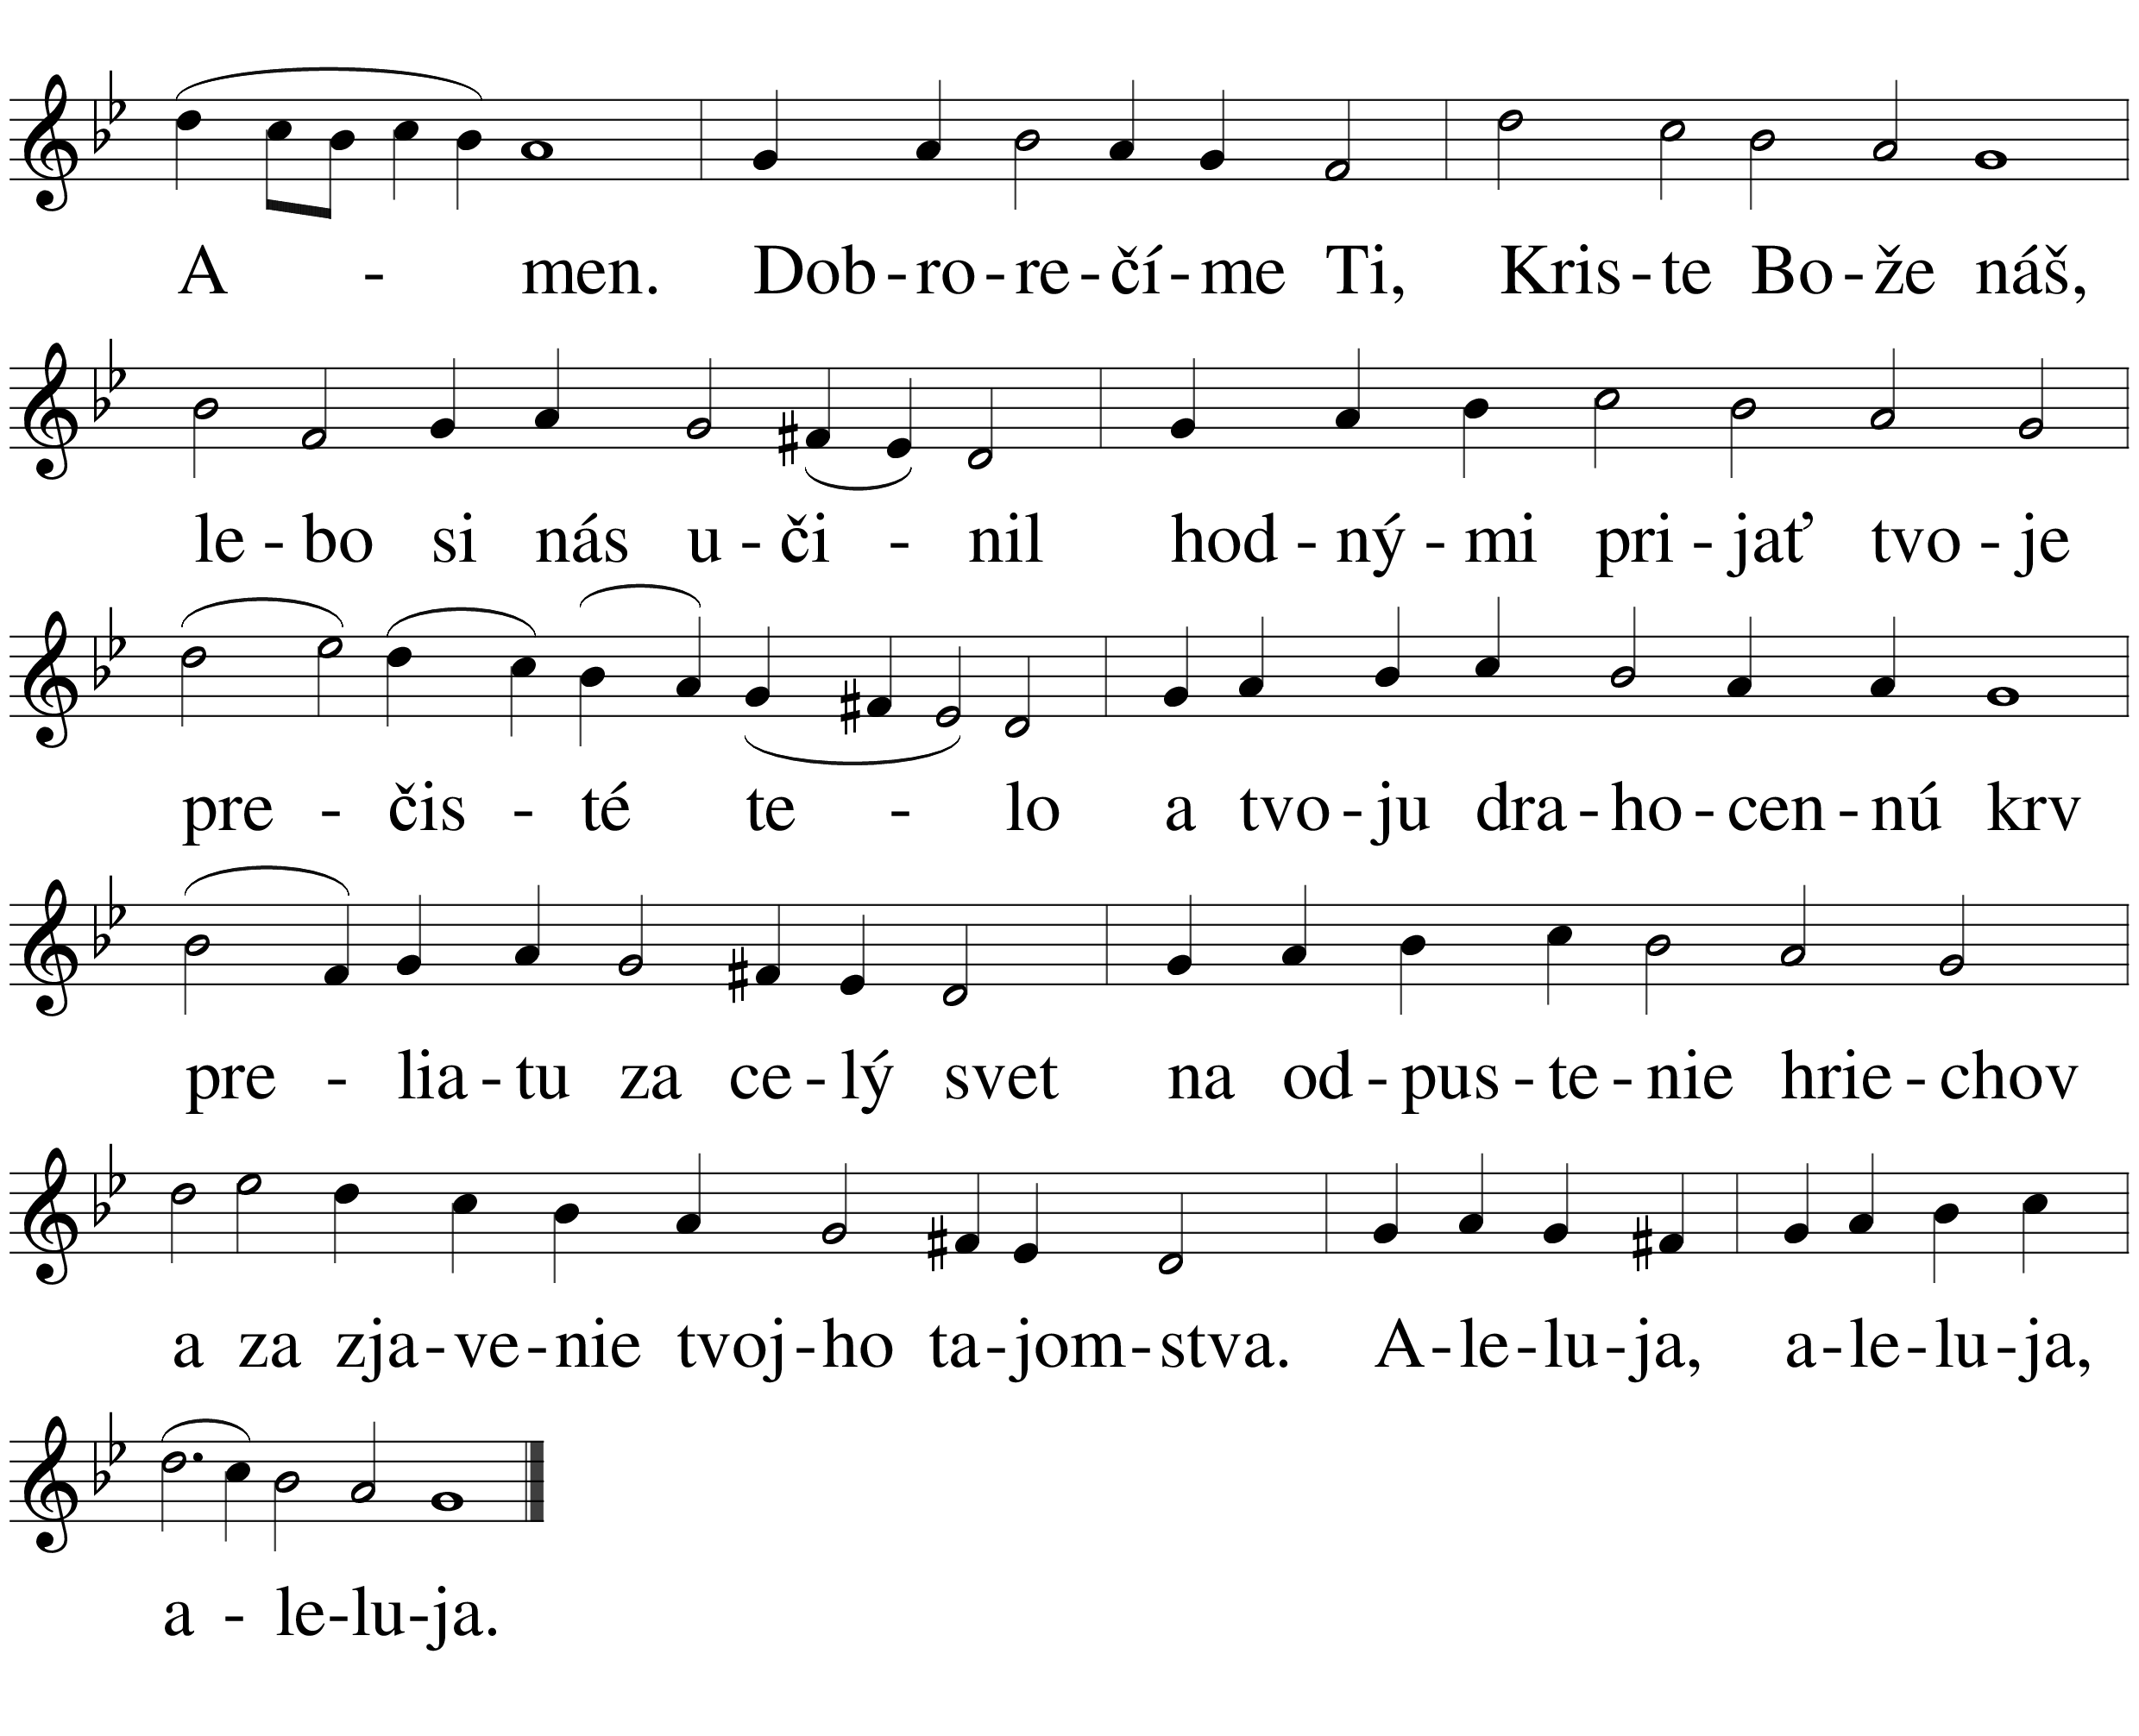 A - men. Dob - ro - re - čí - me Ti, Kris - te Bo - že náš,
le - bo si nás u - či - nil hod - ný - mi pri - jať tvo - je
pre - čis - té te - lo a tvo - ju dra - ho - cen - nú krv
pre - lia - tu za ce - lý svet na od - pus - te - nie hrie - chov
a za zja - ve - nie tvoj - ho ta - jom - stva. A - le - lu - ja, a - le - lu - ja,
a - le - lu - ja.